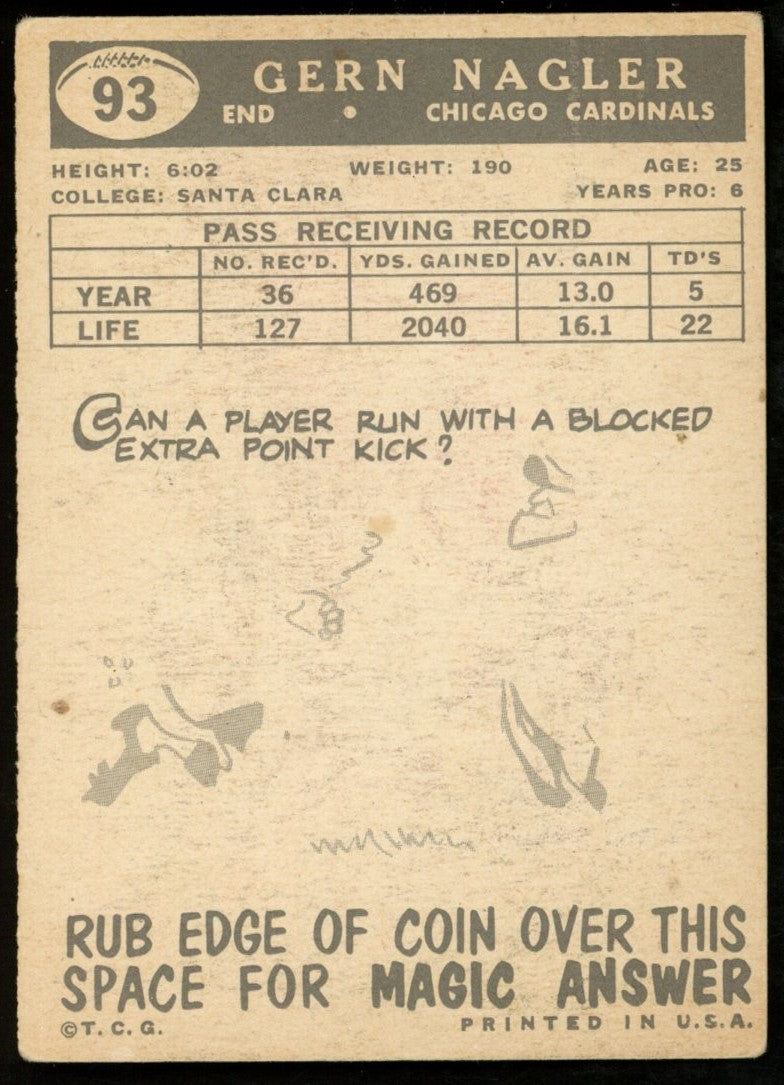 93
GERN NAGLER
END • CHICAGO CARDINALS
HEIGHT: 6:02 WEIGHT: 190 AGE: 25
COLLEGE: SANTA CLARA YEARS PRO: 6
PASS RECEIVING RECORD
NO. REC'D. YDS. GAINED AV. GAIN TD'S
YEAR 36 469 13.0 5
LIFE 127 2040 16.1 22
CAN A PLAYER RUN WITH A BLOCKED
EXTRA POINT KICK?
RUB EDGE OF COIN OVER THIS
SPACE FOR MAGIC ANSWER
©T.C.G. PRINTED IN U.S.A.